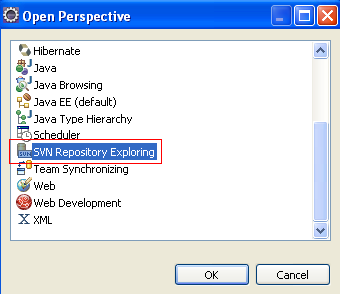 Open Perspective
Hibernate
Java
Java Browsing
Java EE (default)
Java Type Hierarchy
Scheduler
SVN Repository Exploring
Team Synchronizing
Web
Web Development
XML
OK
Cancel